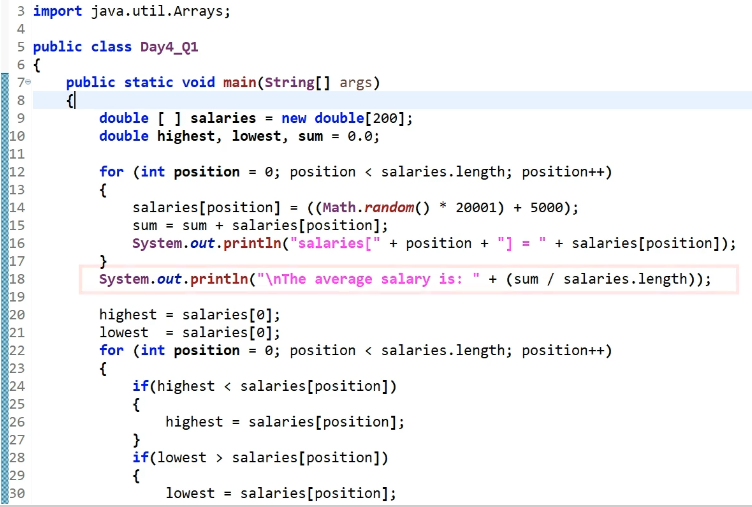 3 import java.util.Arrays;
4
5 public class Day4_Q1
6 {
7 public static void main(String[] args)
8 {
9 double [ ] salaries = new double[200];
10 double highest, lowest, sum = 0.0;
11
12 for (int position = 0; position < salaries.length; position++)
13 {
14 salaries[position] = ((Math.random() * 20001) + 5000);
15 sum = sum + salaries[position];
16 System.out.println("salaries[" + position + "] = " + salaries[position]);
17 }
18 System.out.println("\nThe average salary is: " + (sum / salaries.length));
19
20 highest = salaries[0];
21 lowest = salaries[0];
22 for (int position = 0; position < salaries.length; position++)
23 {
24 if(highest < salaries[position])
25 {
26 highest = salaries[position];
27 }
28 if(lowest > salaries[position])
29 {
30 lowest = salaries[position];